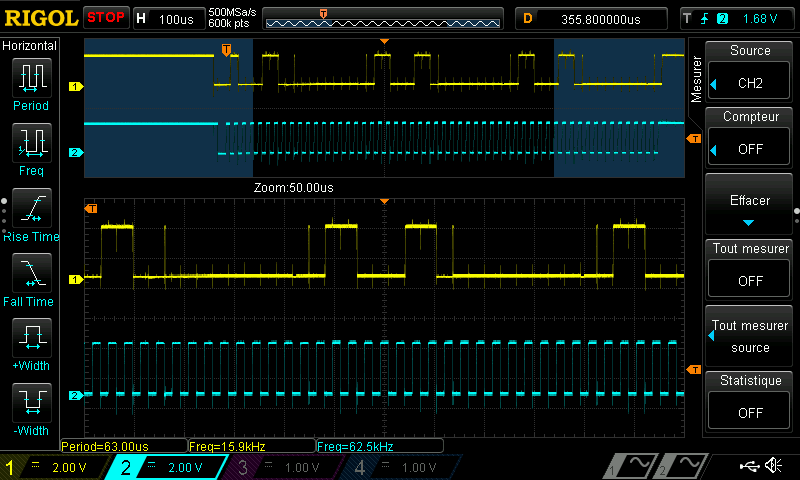 RIGOL STOP H 100us 500MSa/s 600k pts T D 355.800000us T 2 1.68 V
Horizontal
Period
Freq
Rise Time
Fall Time
+Width
-Width
T
1
2
T
Zoom:50.00us
T
1
2
T
Period=63.00us Freq=15.9kHz Freq=62.5kHz
Mesurer
Source
CH2
Compteur
OFF
Effacer
Tout mesurer
OFF
Tout mesurer
source
Statistique
OFF
1 2.00 V 2 2.00 V 3 1.00 V 4 1.00 V 1 2